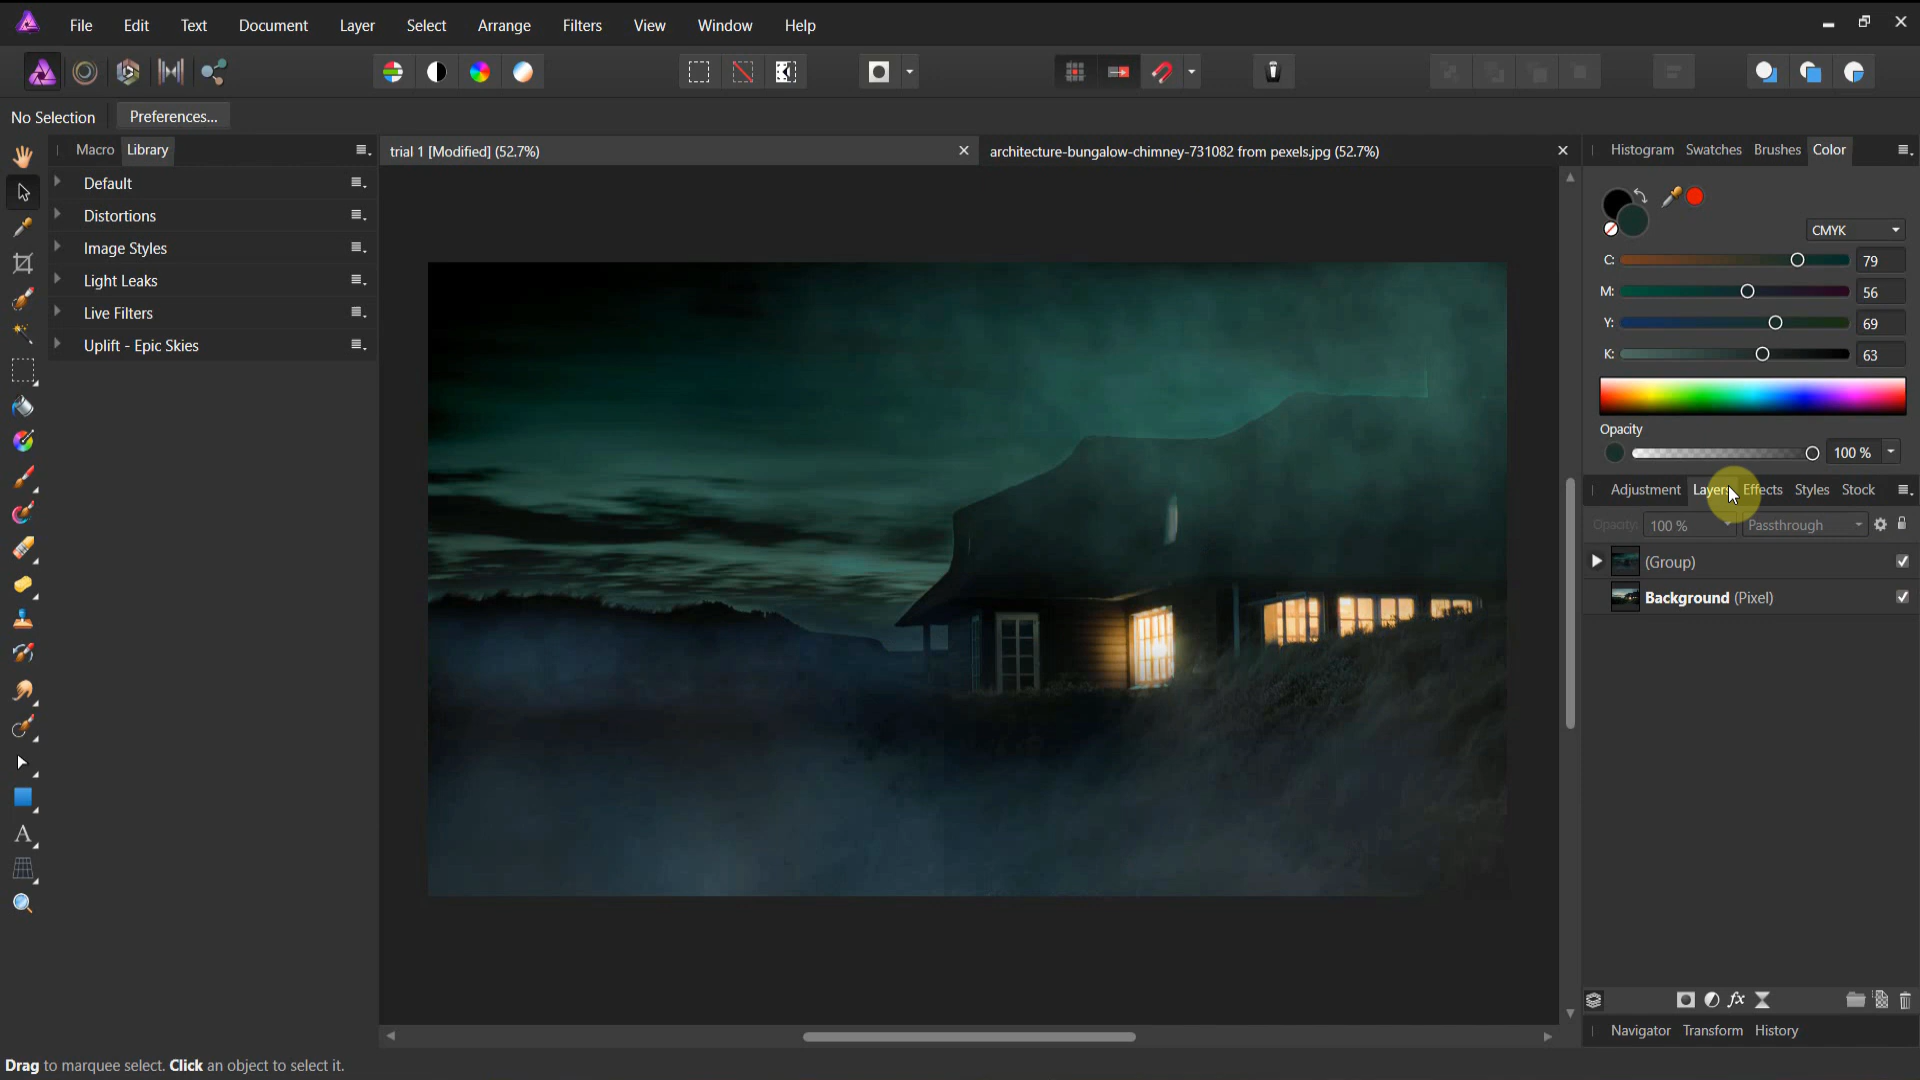 File Edit Text Document Layer Select Arrange Filters View Window Help
No Selection Preferences...
Macro Library
Default
Distortions
Image Styles
Light Leaks
Live Filters
Uplift - Epic Skies
trial 1 [Modified] (52.7%)
architecture-bungalow-chimney-731082 from pexels.jpg (52.7%)
Histogram Swatches Brushes Color
CMYK
C: 79
M: 56
Y: 69
K: 63
Opacity
100 %
Adjustment Layers Effects Styles Stock
Opacity: 100 % Passthrough
(Group)
Background (Pixel)
fx
Navigator Transform History
Drag to marquee select. Click an object to select it.